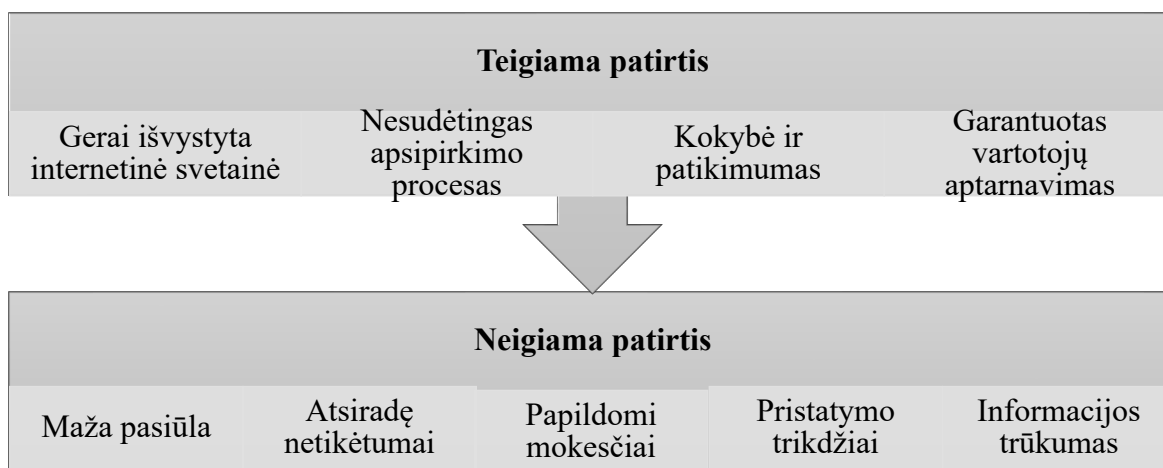 Teigiama patirtis
Gerai išvystyta
internetinė svetainė
Nesudėtingas
apsipirkimo
procesas
Kokybė ir
patikimumas
Garantuotas
vartotojų
aptarnavimas
Neigiama patirtis
Maža pasiūla
Atsiradę
netikėtumai
Papildomi
mokesčiai
Pristatymo
trikdžiai
Informacijos
trūkumas